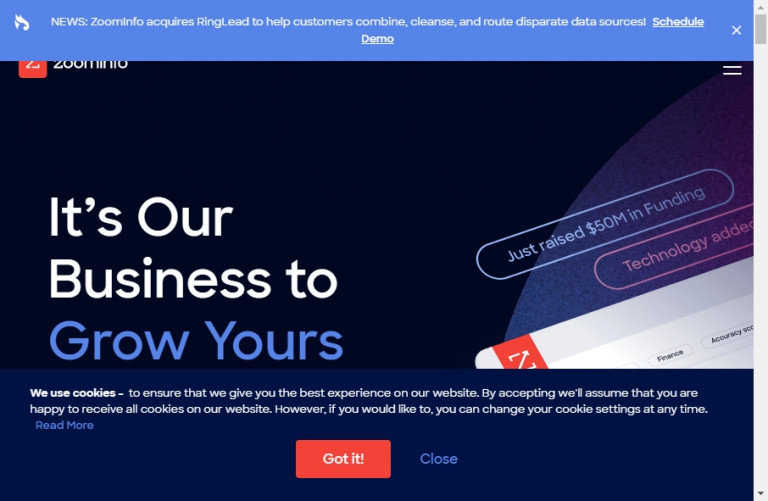 NEWS: ZoomInfo acquires RingLead to help customers combine, cleanse, and route disparate data sources! Schedule
Demo
zoominfo
Just raised $50M in Funding
Technology added
It's Our
Business to
Grow Yours
Finance
Accuracy sco
We use cookies - to ensure that we give you the best experience on our website. By accepting we'll assume that you are
happy to receive all cookies on our website. However, if you would like to, you can change your cookie settings at any time.
Read More
Got it!
Close